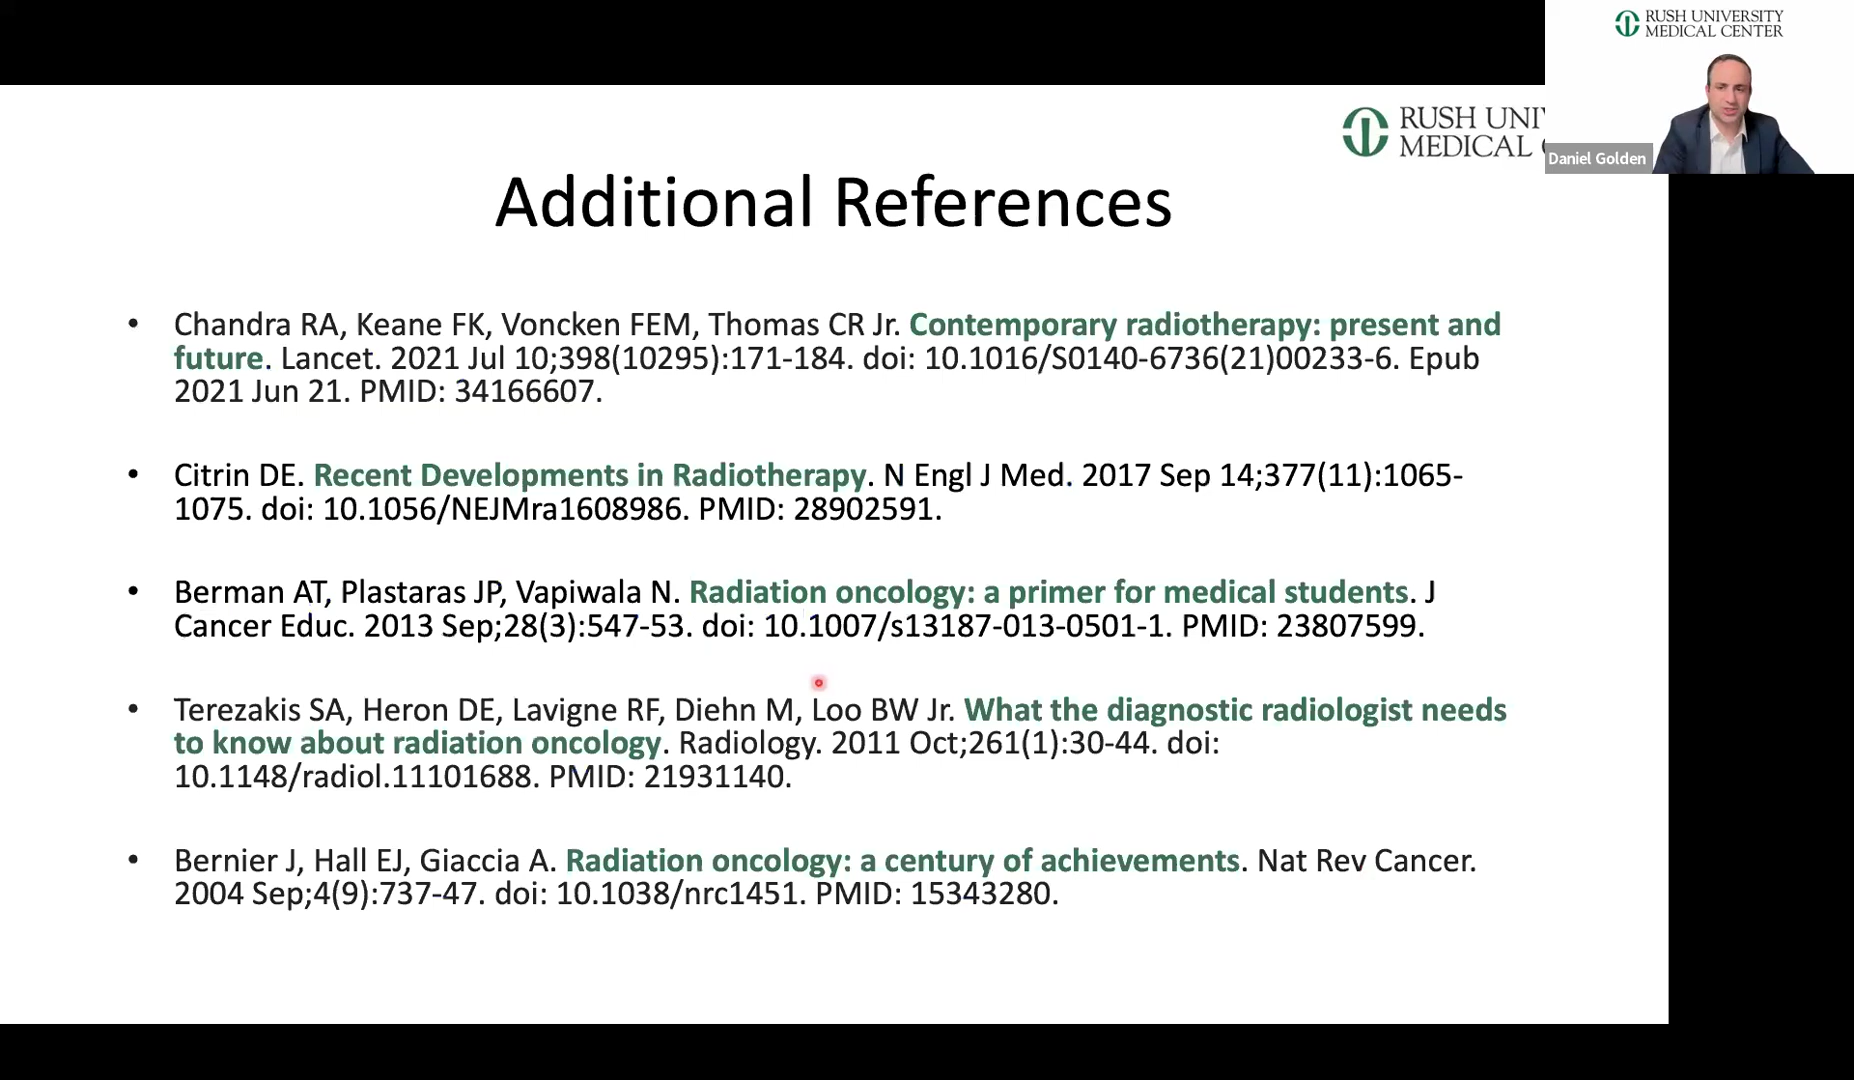 RUSH UNIVERSITY
MEDICAL CENTER
RUSH UNI
MEDICAL
Daniel Golden
Additional References
• Chandra RA, Keane FK, Voncken FEM, Thomas CR Jr. Contemporary radiotherapy: present and
future. Lancet. 2021 Jul 10;398(10295):171-184. doi: 10.1016/S0140-6736(21)00233-6. Epub
2021 Jun 21. PMID: 34166607.
• Citrin DE. Recent Developments in Radiotherapy. N Engl J Med. 2017 Sep 14;377(11):1065-
1075. doi: 10.1056/NEJMra1608986. PMID: 28902591.
• Berman AT, Plastaras JP, Vapiwala N. Radiation oncology: a primer for medical students. J
Cancer Educ. 2013 Sep;28(3):547-53. doi: 10.1007/s13187-013-0501-1. PMID: 23807599.
• Terezakis SA, Heron DE, Lavigne RF, Diehn M, Loo BW Jr. What the diagnostic radiologist needs
to know about radiation oncology. Radiology. 2011 Oct;261(1):30-44. doi:
10.1148/radiol.11101688. PMID: 21931140.
• Bernier J, Hall EJ, Giaccia A. Radiation oncology: a century of achievements. Nat Rev Cancer.
2004 Sep;4(9):737-47. doi: 10.1038/nrc1451. PMID: 15343280.